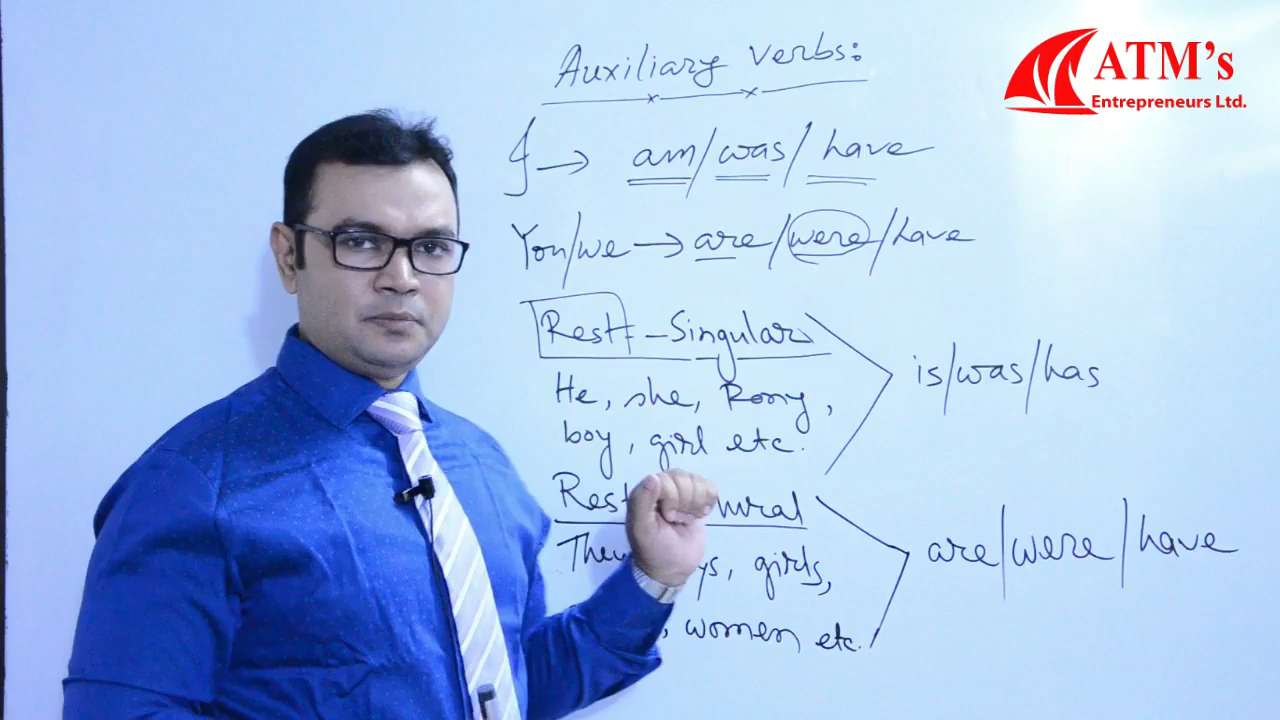 ATM's
Entrepreneurs Ltd.
Auxiliary verbs:
I → am/was/have
You/we → are/were/have
Rest - Singular
He, she, Rony,
boy, girl etc.
is/was/has
Rest
girls,
women etc.
are/were/have